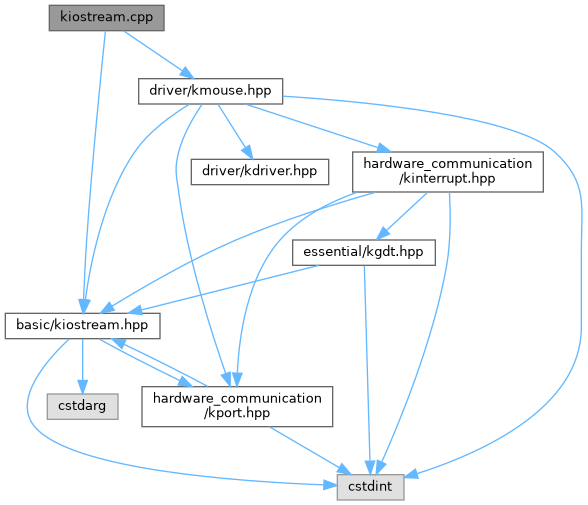 kiostream.cpp
driver/kmouse.hpp
driver/kdriver.hpp
hardware_communication
/kinterrupt.hpp
essential/kgdt.hpp
basic/kiostream.hpp
cstdarg
hardware_communication
/kport.hpp
cstdint